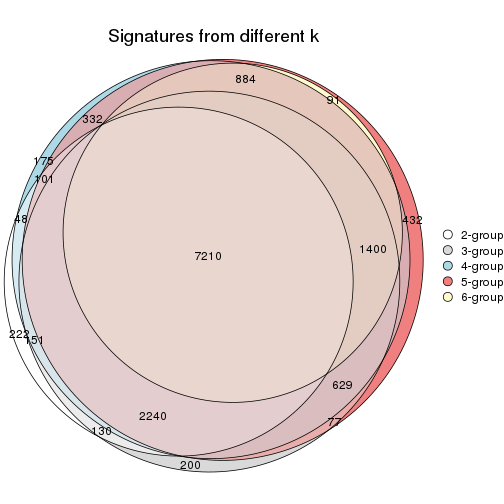 Signatures from different k
884
91
332
175
101
48
432
1400
7210
222
151
629
2240
77
130
200
2-group
3-group
4-group
5-group
6-group